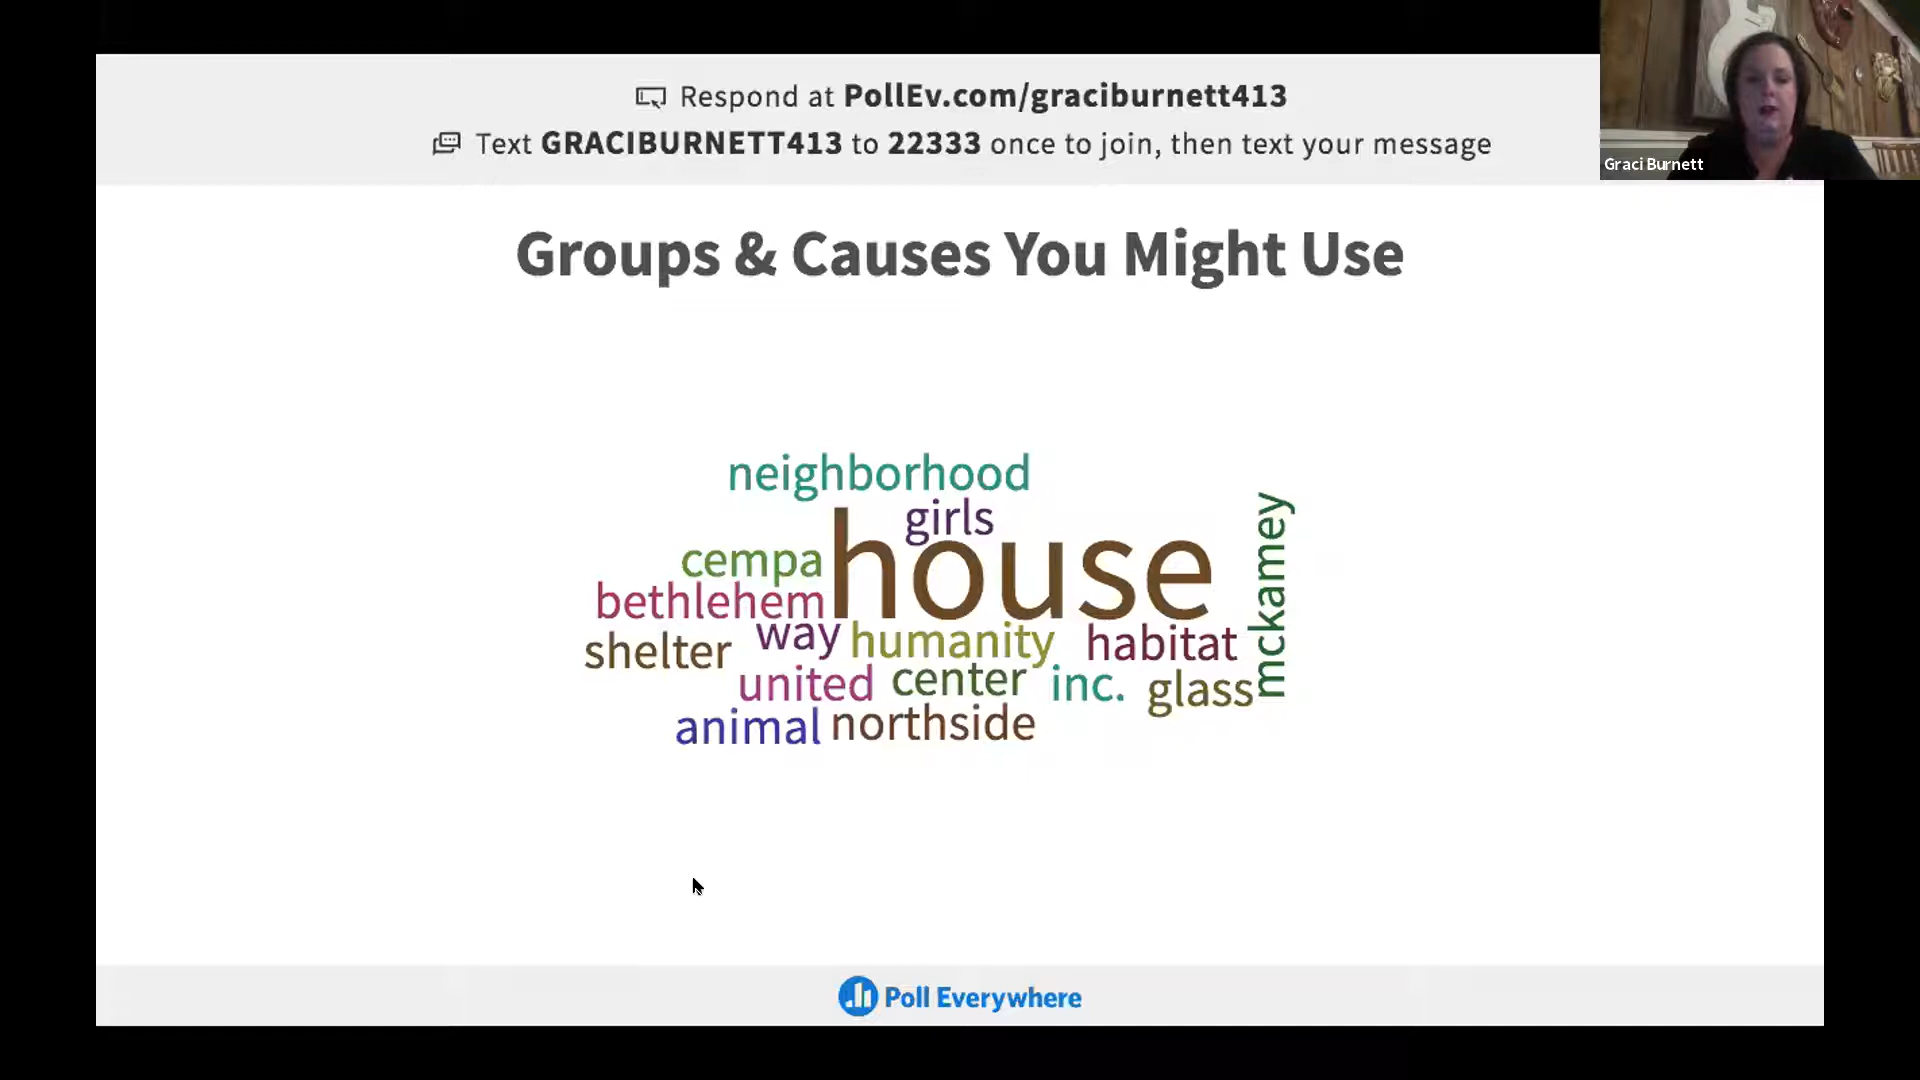 Respond at PollEv.com/graciburnett413
Text GRACIBURNETT413 to 22333 once to join, then text your message
Graci Burnett
Groups & Causes You Might Use
neighborhood
girls
house
cempa
bethlehem
mckamey
way
humanity
habitat
shelter
united
center
inc.
glass
animal
northside
Poll Everywhere